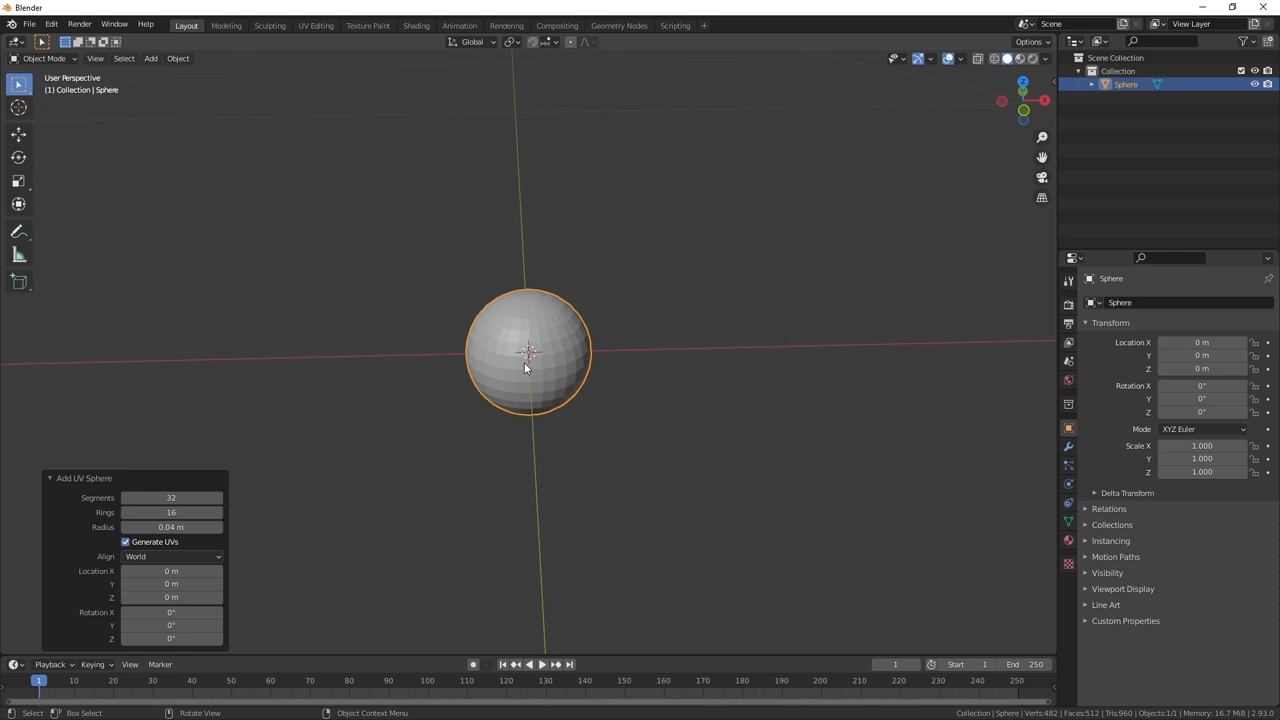 Blender
File Edit Render Window Help Layout Modeling Sculpting UV Editing Texture Paint Shading Animation Rendering Compositing Geometry Nodes Scripting + Scene View Layer
Global Options
Object Mode View Select Add Object
User Perspective
(1) Collection | Sphere
Scene Collection
Collection
Sphere
Z
X
Sphere
Sphere
Transform
Location X 0 m
Y 0 m
Z 0 m
Rotation X 0°
Y 0°
Z 0°
Mode XYZ Euler
Scale X 1.000
Y 1.000
Z 1.000
Delta Transform
Relations
Collections
Instancing
Motion Paths
Visibility
Viewport Display
Line Art
Custom Properties
Add UV Sphere
Segments 32
Rings 16
Radius 0.04 m
Generate UVs
Align World
Location X 0 m
Y 0 m
Z 0 m
Rotation X 0°
Y 0°
Z 0°
Playback Keying View Marker 1 Start 1 End 250
1 10 20 30 40 50 60 70 80 90 100 110 120 130 140 150 160 170 180 190 200 210 220 230 240 250
Select Box Select Rotate View Object Context Menu Collection | Sphere | Verts:482 | Faces:512 | Tris:960 | Objects:1/1 | Memory: 16.7 MiB | 2.93.0